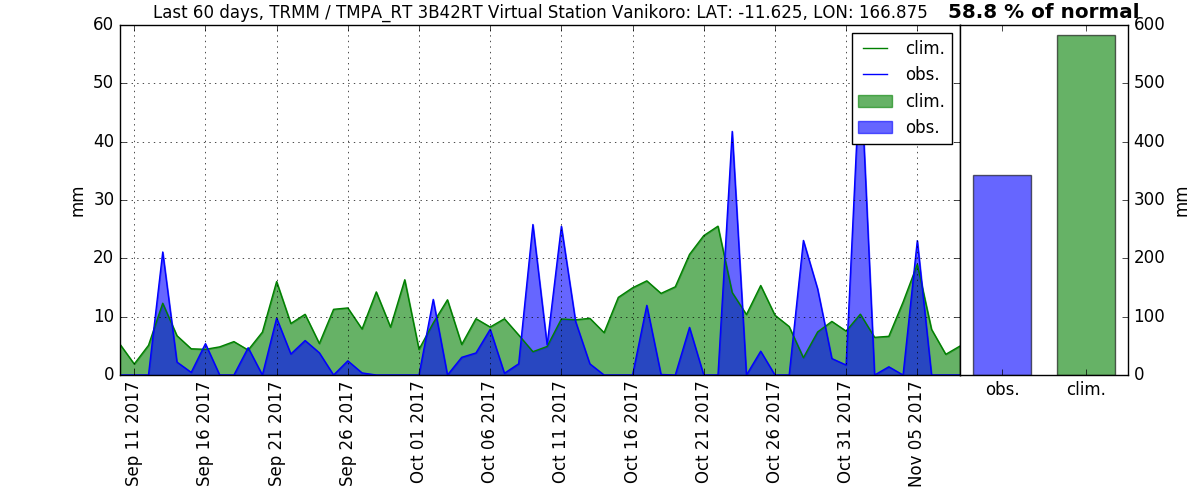 Last 60 days, TRMM / TMPA_RT 3B42RT Virtual Station Vanikoro: LAT: -11.625, LON: 166.875
58.8 % of normal
60
50
40
30
20
10
0
mm
clim.
obs.
clim.
obs.
Sep 11 2017
Sep 16 2017
Sep 21 2017
Sep 26 2017
Oct 01 2017
Oct 06 2017
Oct 11 2017
Oct 16 2017
Oct 21 2017
Oct 26 2017
Oct 31 2017
Nov 05 2017
600
500
400
300
200
100
0
mm
obs.
clim.